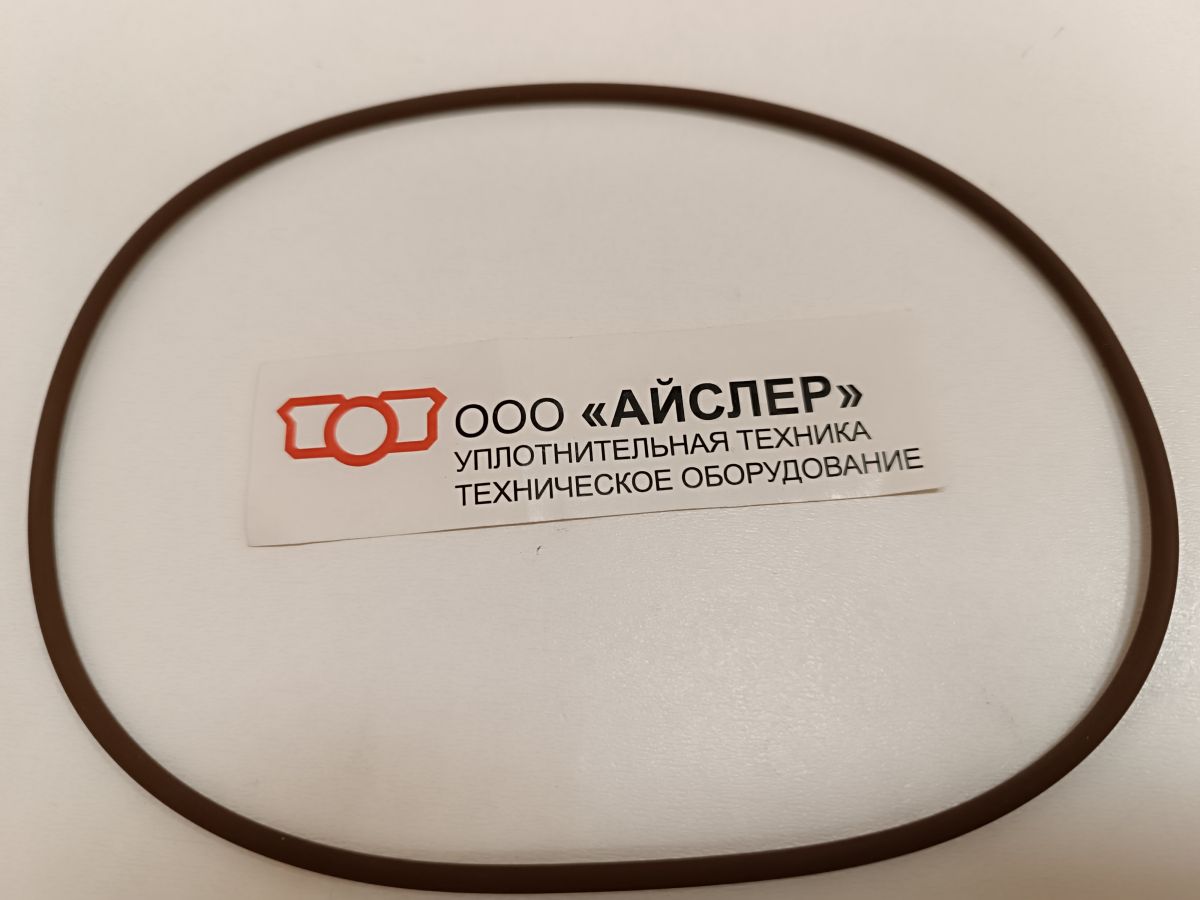 ООО «АЙСЛЕР»
УПЛОТНИТЕЛЬНАЯ ТЕХНИКА
ТЕХНИЧЕСКОЕ ОБОРУДОВАНИЕ